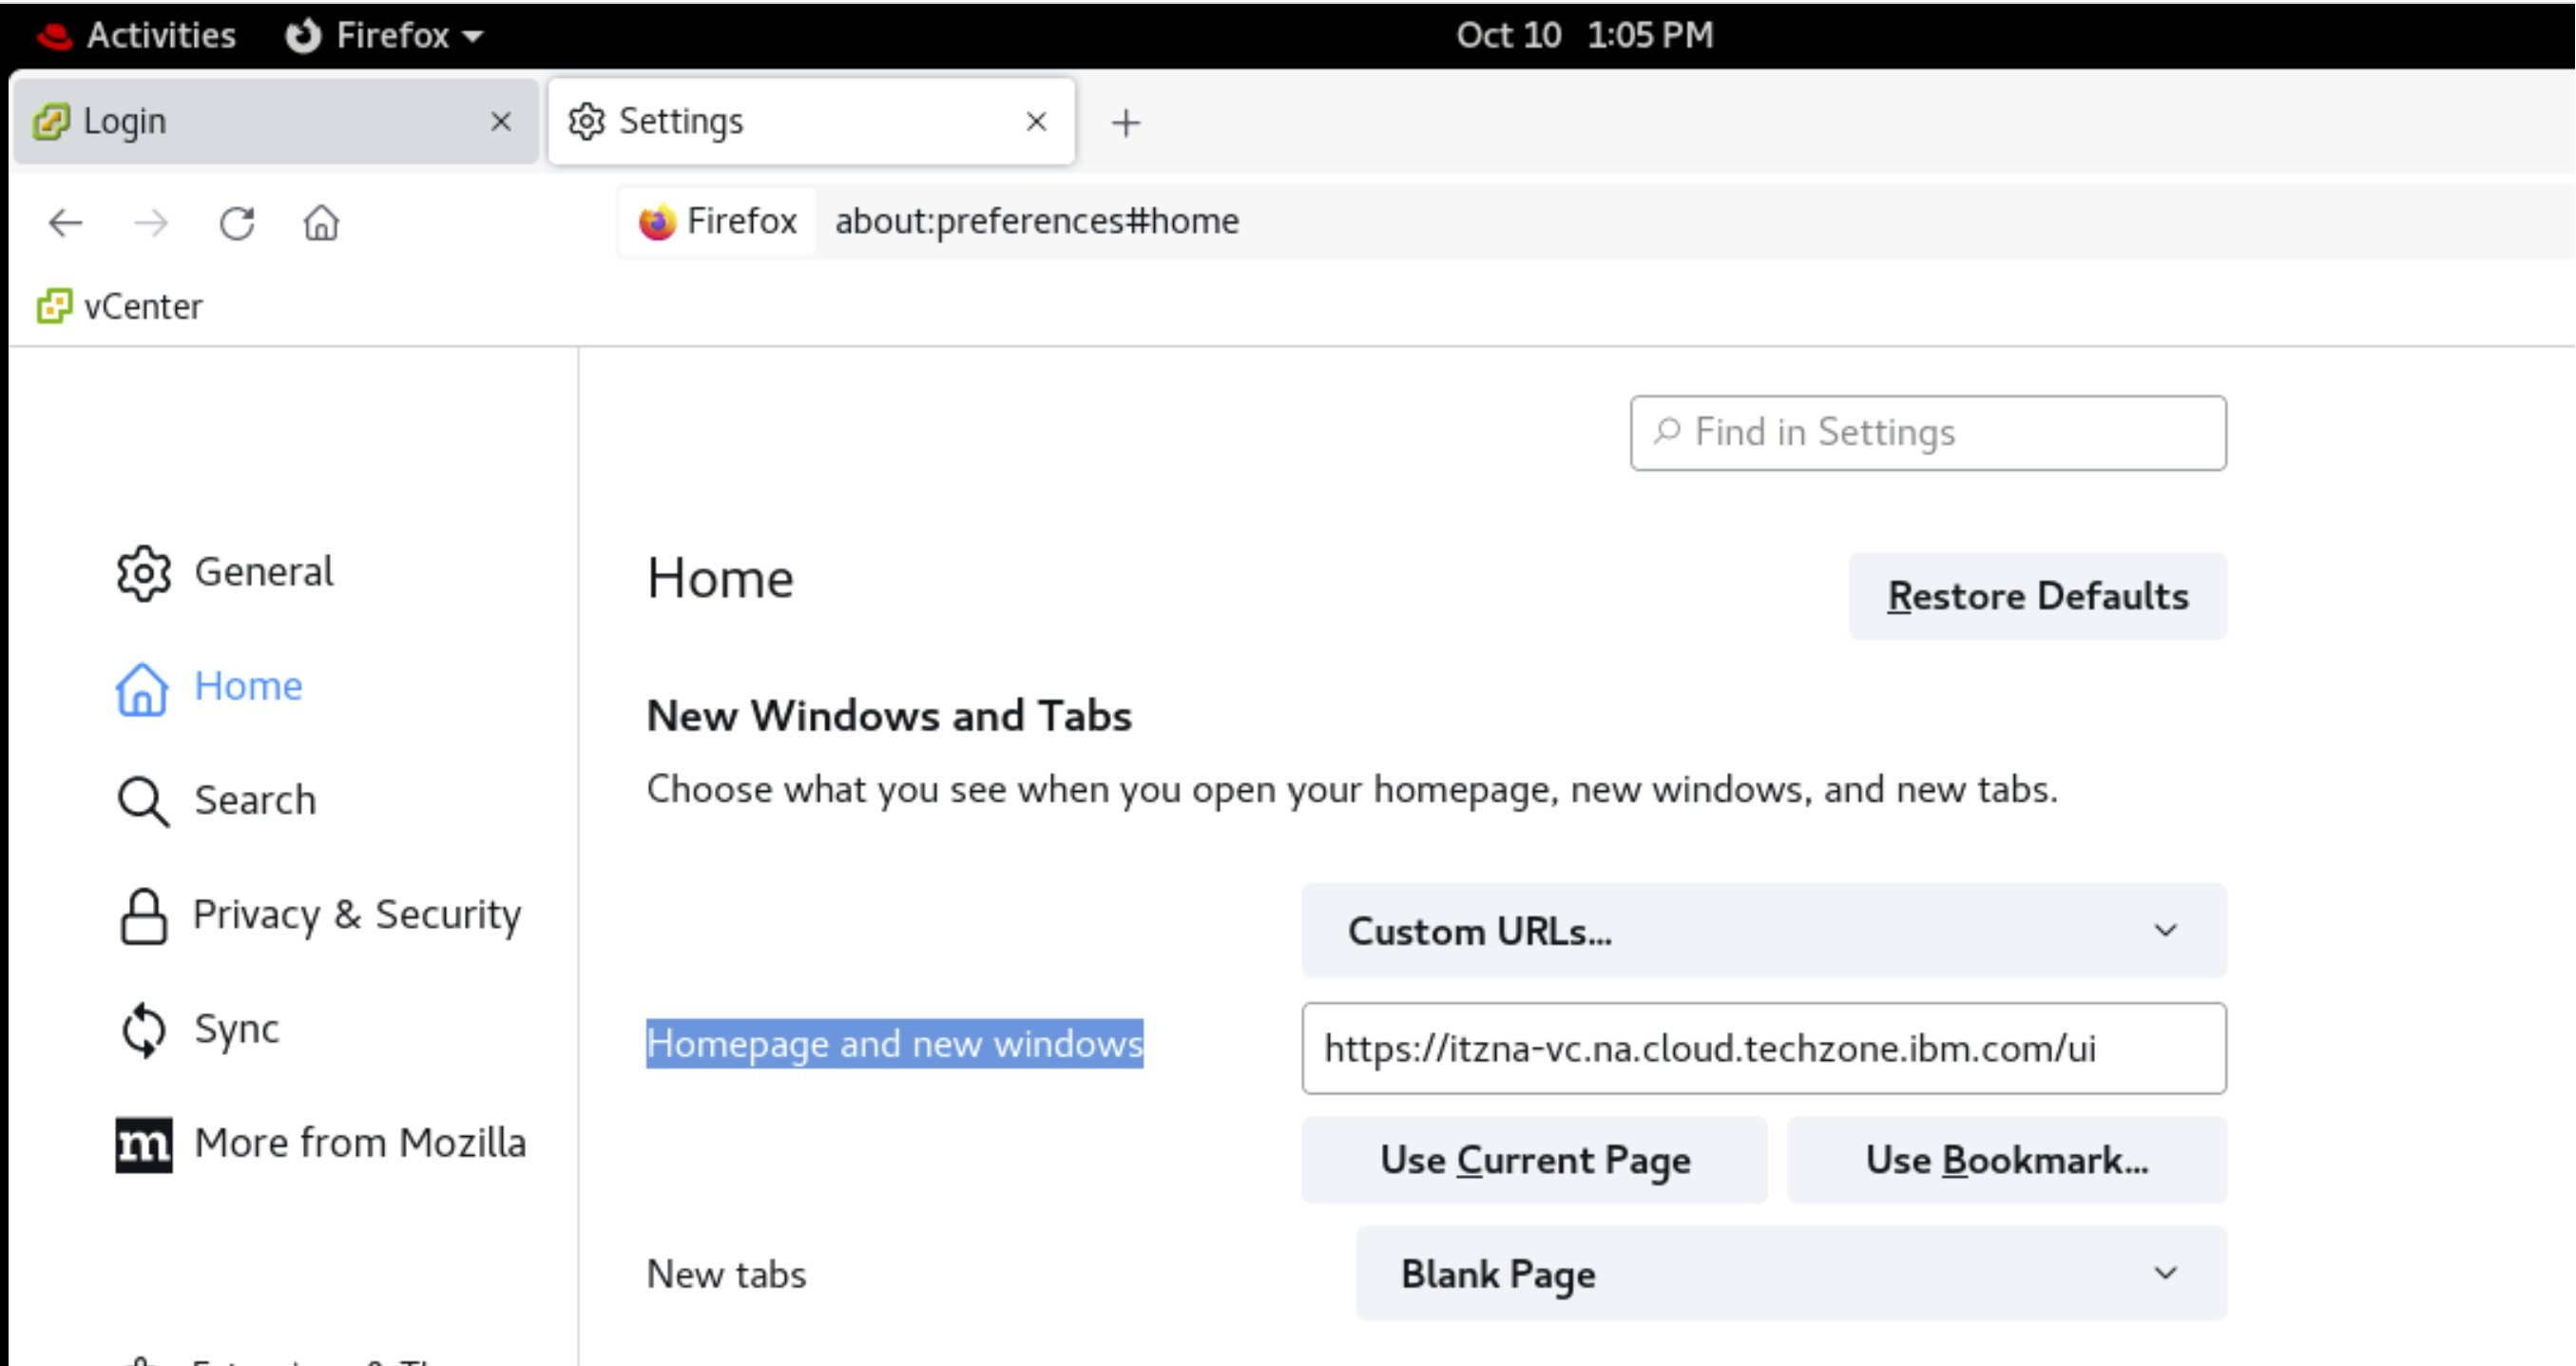 Activities Firefox Oct 10 1:05 PM
Login Settings
Firefox about:preferences#home
vCenter
Find in Settings
General
Home
Search
Privacy & Security
Sync
More from Mozilla
Home
Restore Defaults
New Windows and Tabs
Choose what you see when you open your homepage, new windows, and new tabs.
Custom URLs...
Homepage and new windows
https://itzna-vc.na.cloud.techzone.ibm.com/ui
Use Current Page Use Bookmark...
New tabs
Blank Page